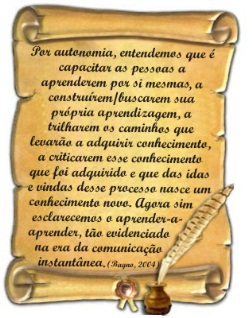 Por autonomia, entendemos que é
capacitar as pessoas a
aprenderem por si mesmas, a
construírem/buscarem sua
própria aprendizagem, a
trilharem os caminhos que
levarão a adquirir conhecimento,
a criticarem esse conhecimento
que foi adquirido e que das idas
e vindas desse processo nasce um
conhecimento novo. Agora sim
esclarecemos o aprender-a-
aprender, tão evidenciado
na era da comunicação
instantânea. (Bagno, 2004)